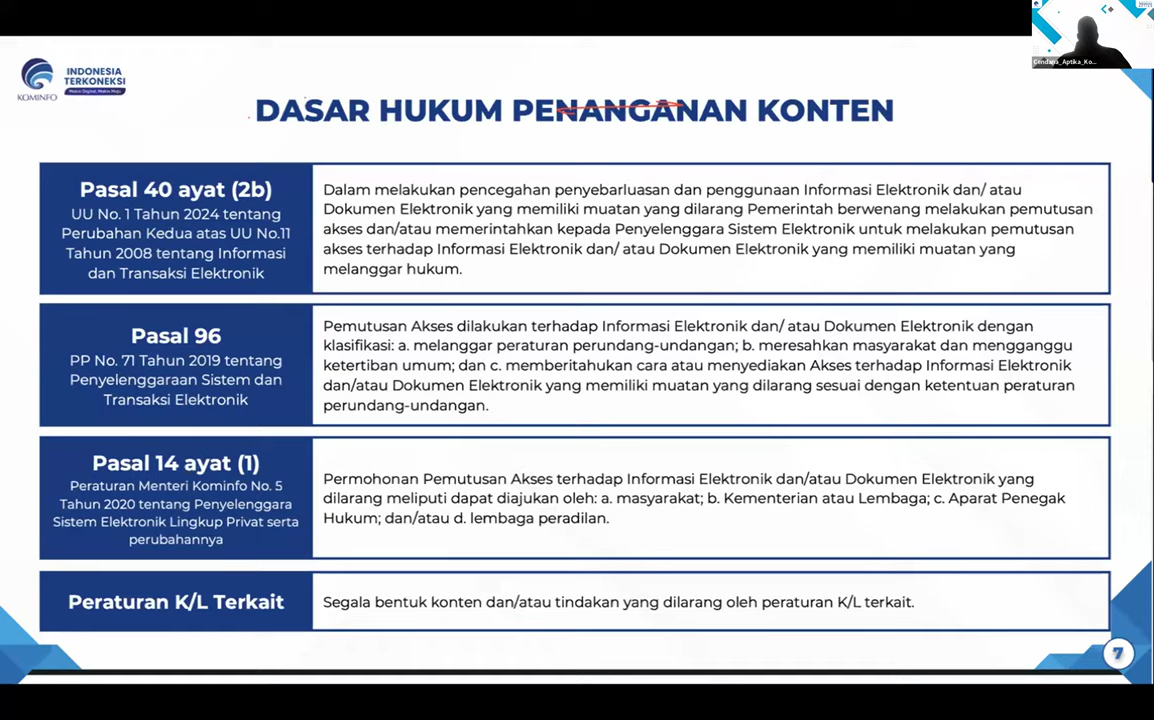 KOMINFO
INDONESIA
TERKONEKSI
Makin Digital, Makin Maju
DASAR HUKUM PENANGANAN KONTEN
Pasal 40 ayat (2b)
UU No. 1 Tahun 2024 tentang
Perubahan Kedua atas UU No.11
Tahun 2008 tentang Informasi
dan Transaksi Elektronik
Dalam melakukan pencegahan penyebarluasan dan penggunaan Informasi Elektronik dan/ atau
Dokumen Elektronik yang memiliki muatan yang dilarang Pemerintah berwenang melakukan pemutusan
akses dan/atau memerintahkan kepada Penyelenggara Sistem Elektronik untuk melakukan pemutusan
akses terhadap Informasi Elektronik dan/ atau Dokumen Elektronik yang memiliki muatan yang
melanggar hukum.
Pasal 96
PP No. 71 Tahun 2019 tentang
Penyelenggaraan Sistem dan
Transaksi Elektronik
Pemutusan Akses dilakukan terhadap Informasi Elektronik dan/ atau Dokumen Elektronik dengan
klasifikasi: a. melanggar peraturan perundang-undangan; b. meresahkan masyarakat dan mengganggu
ketertiban umum; dan c. memberitahukan cara atau menyediakan Akses terhadap Informasi Elektronik
dan/atau Dokumen Elektronik yang memiliki muatan yang dilarang sesuai dengan ketentuan peraturan
perundang-undangan.
Pasal 14 ayat (1)
Peraturan Menteri Kominfo No. 5
Tahun 2020 tentang Penyelenggara
Sistem Elektronik Lingkup Privat serta
perubahannya
Permohonan Pemutusan Akses terhadap Informasi Elektronik dan/atau Dokumen Elektronik yang
dilarang meliputi dapat diajukan oleh: a. masyarakat; b. Kementerian atau Lembaga; c. Aparat Penegak
Hukum; dan/atau d. lembaga peradilan.
Peraturan K/L Terkait
Segala bentuk konten dan/atau tindakan yang dilarang oleh peraturan K/L terkait.
7